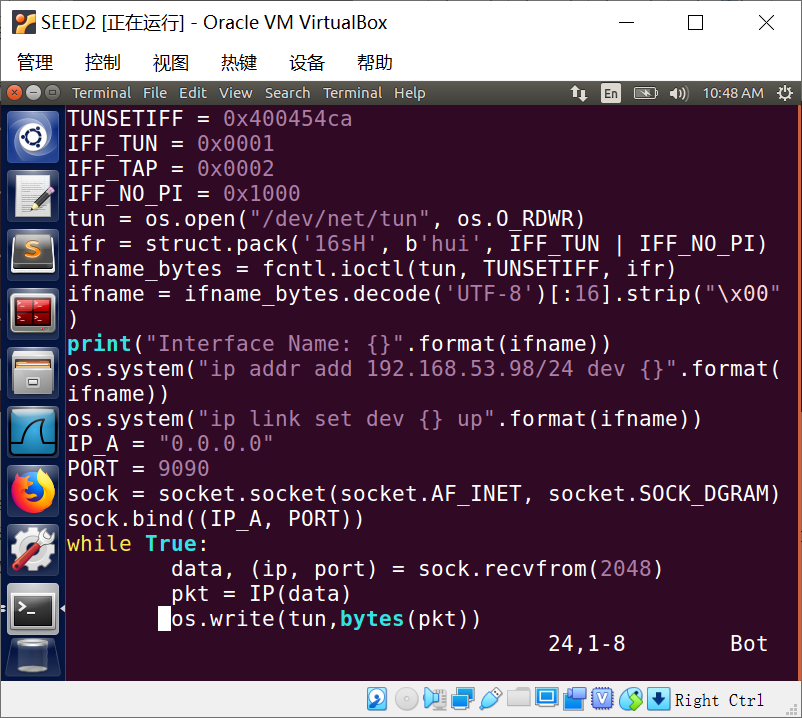 SEED2 [正在运行] - Oracle VM VirtualBox
管理 控制 视图 热键 设备 帮助
Terminal File Edit View Search Terminal Help En 10:48 AM
TUNSETIFF = 0x400454ca
IFF_TUN = 0x0001
IFF_TAP = 0x0002
IFF_NO_PI = 0x1000
tun = os.open("/dev/net/tun", os.O_RDWR)
ifr = struct.pack('16sH', b'hui', IFF_TUN | IFF_NO_PI)
ifname_bytes = fcntl.ioctl(tun, TUNSETIFF, ifr)
ifname = ifname_bytes.decode('UTF-8')[:16].strip("\x00"
)
print("Interface Name: {}".format(ifname))
os.system("ip addr add 192.168.53.98/24 dev {}".format(
ifname))
os.system("ip link set dev {} up".format(ifname))
IP_A = "0.0.0.0"
PORT = 9090
sock = socket.socket(socket.AF_INET, socket.SOCK_DGRAM)
sock.bind((IP_A, PORT))
while True:
        data, (ip, port) = sock.recvfrom(2048)
        pkt = IP(data)
        os.write(tun,bytes(pkt))
24,1-8 Bot
Right Ctrl